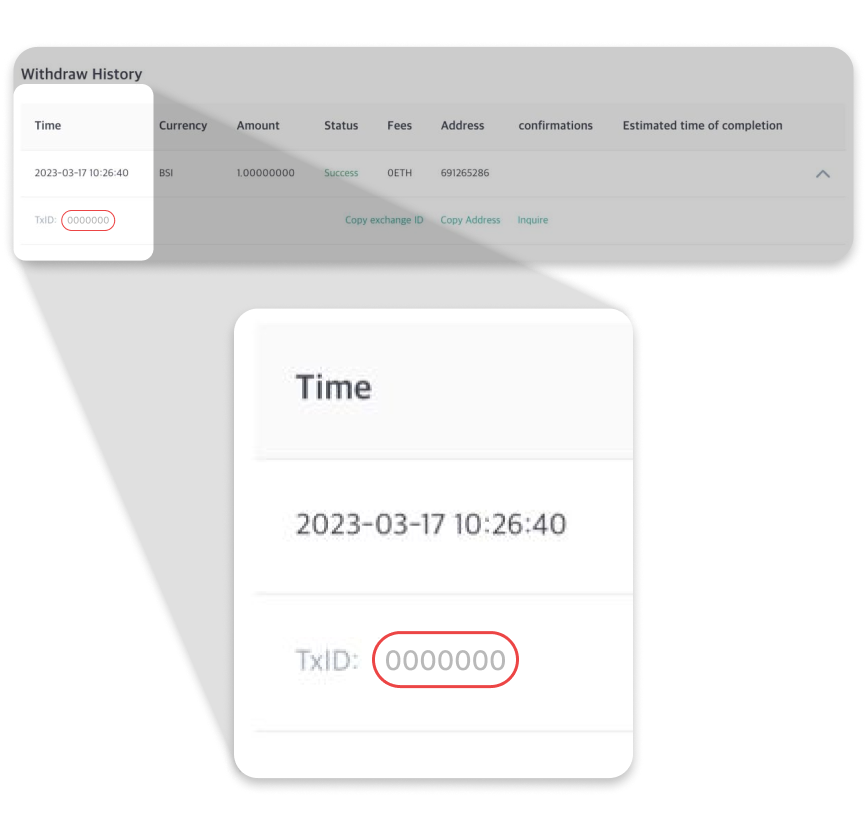 Withdraw History
Time Currency Amount Status Fees Address confirmations Estimated time of completion
2023-03-17 10:26:40 BSI 1.00000000 Success 0ETH 691265286
TxID: 0000000 Copy exchange ID Copy Address Inquire
Time
2023-03-17 10:26:40
TxID: 0000000